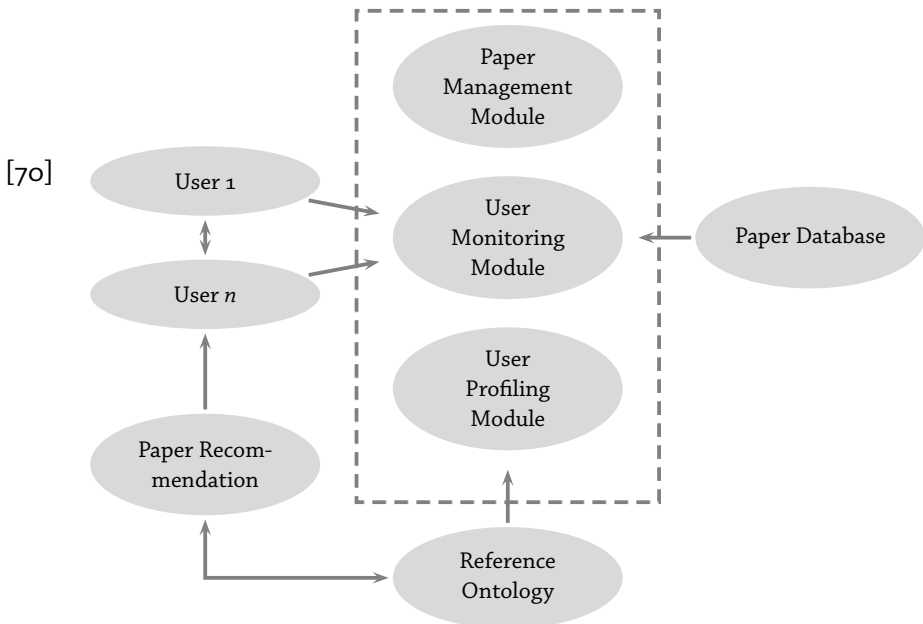 Paper
Management
Module
[70]
User 1
User
Monitoring
Module
Paper Database
User n
User
Profiling
Module
Paper Recom-
mendation
Reference
Ontology